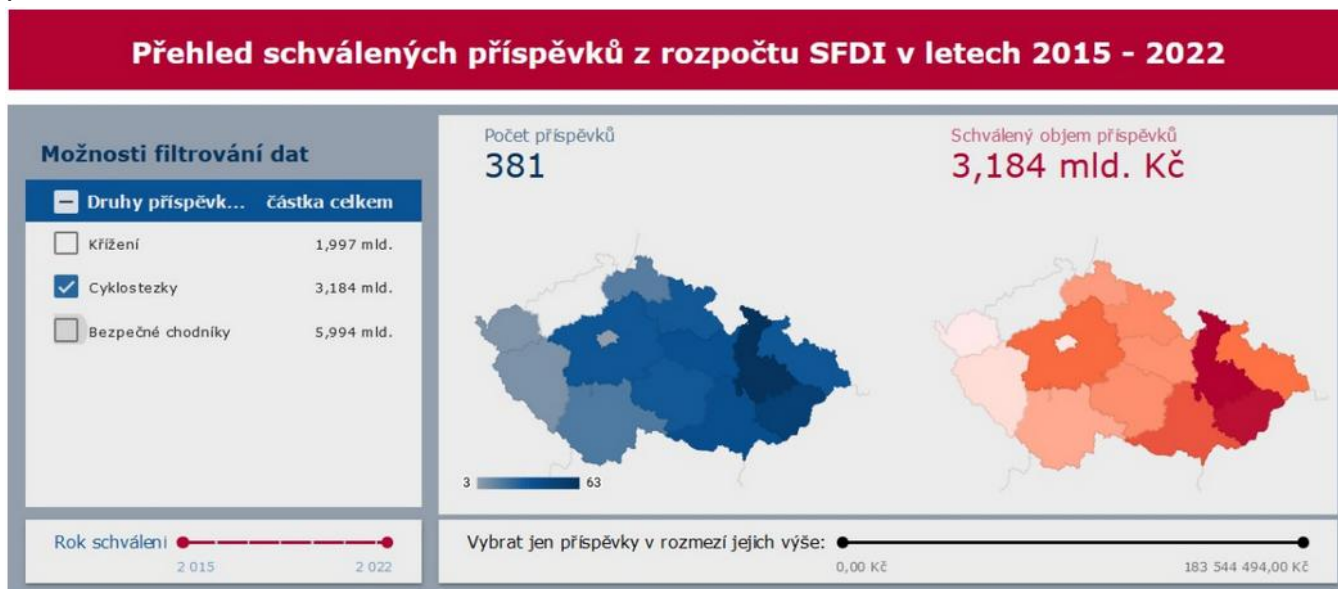 Přehled schválených příspěvků z rozpočtu SFDI v letech 2015 - 2022
Možnosti filtrování dat
Druhy příspěvk... částka celkem
Křížení 1,997 mld.
Cyklostezky 3,184 mld.
Bezpečné chodníky 5,994 mld.
Rok schválení
2 015 2 022
Počet příspěvků
381
Schválený objem příspěvků
3,184 mld. Kč
3 63
Vybrat jen příspěvky v rozmezí jejich výše:
0,00 Kč 183 544 494,00 Kč